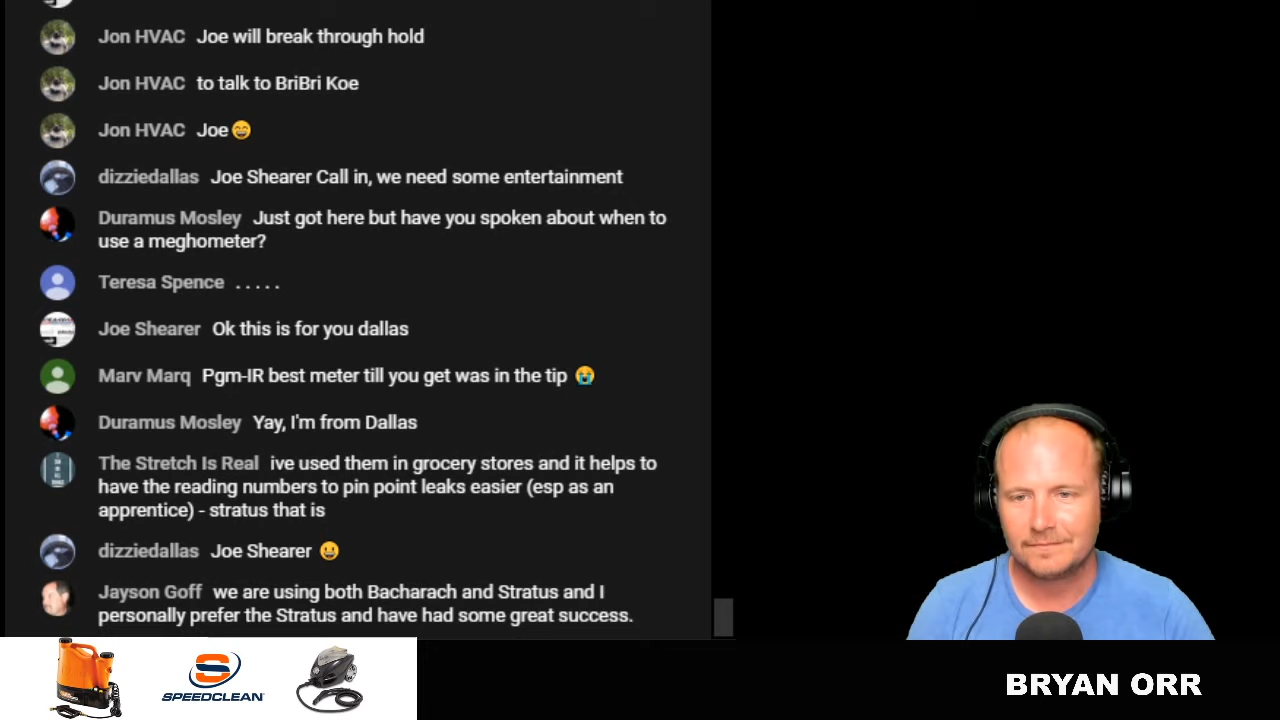 Jon HVAC Joe will break through hold
Jon HVAC to talk to BriBri Koe
Jon HVAC Joe😄
dizziedallas Joe Shearer Call in, we need some entertainment
Duramus Mosley Just got here but have you spoken about when to
use a meghometer?
Teresa Spence . . . . .
Joe Shearer Ok this is for you dallas
Marv Marq Pgm-IR best meter till you get was in the tip 😭
Duramus Mosley Yay, I'm from Dallas
The Stretch Is Real ive used them in grocery stores and it helps to
have the reading numbers to pin point leaks easier (esp as an
apprentice) - stratus that is
dizziedallas Joe Shearer 😃
Jayson Goff we are using both Bacharach and Stratus and I
personally prefer the Stratus and have had some great success.
SPEEDCLEAN
BRYAN ORR